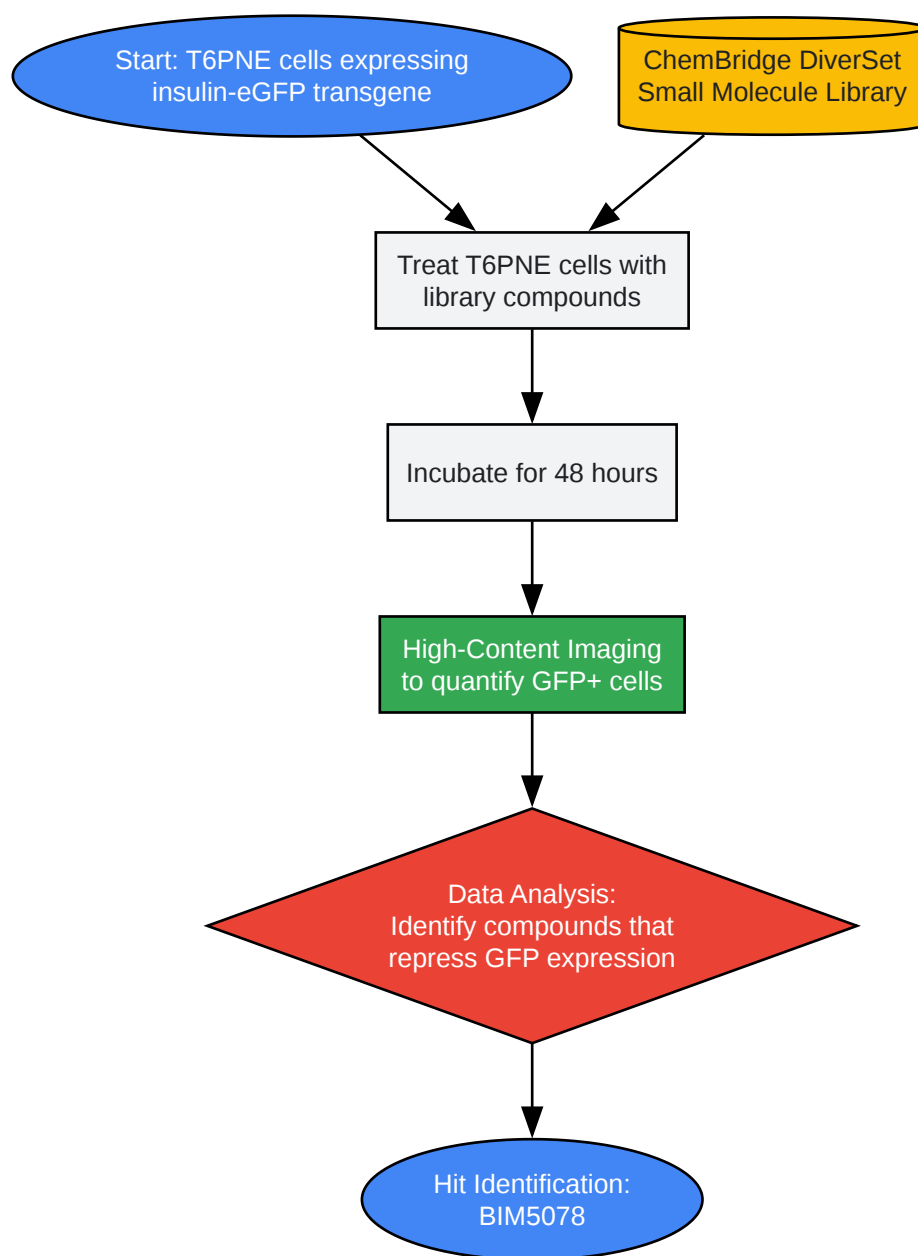 Start: T6PNE cells expressing
insulin-eGFP transgene
ChemBridge DiverSet
Small Molecule Library
Treat T6PNE cells with
library compounds
Incubate for 48 hours
High-Content Imaging
to quantify GFP+ cells
Data Analysis:
Identify compounds that
repress GFP expression
Hit Identification:
BIM5078